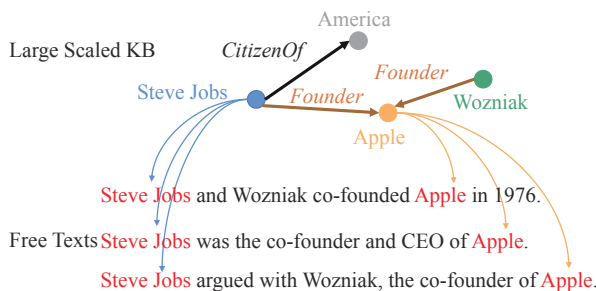 America
Large Scaled KB
CitizenOf
Founder
Steve Jobs
Founder
Wozniak
Apple
Steve Jobs and Wozniak co-founded Apple in 1976.
Free Texts Steve Jobs was the co-founder and CEO of Apple.
Steve Jobs argued with Wozniak, the co-founder of Apple.